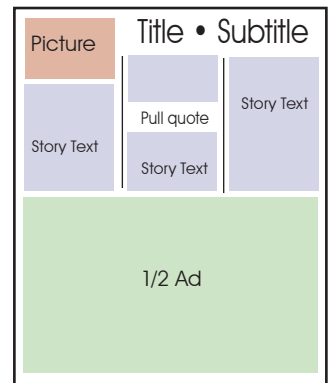 Title • Subtitle
Picture
Story Text
Pull quote
Story Text
Story Text
1/2 Ad